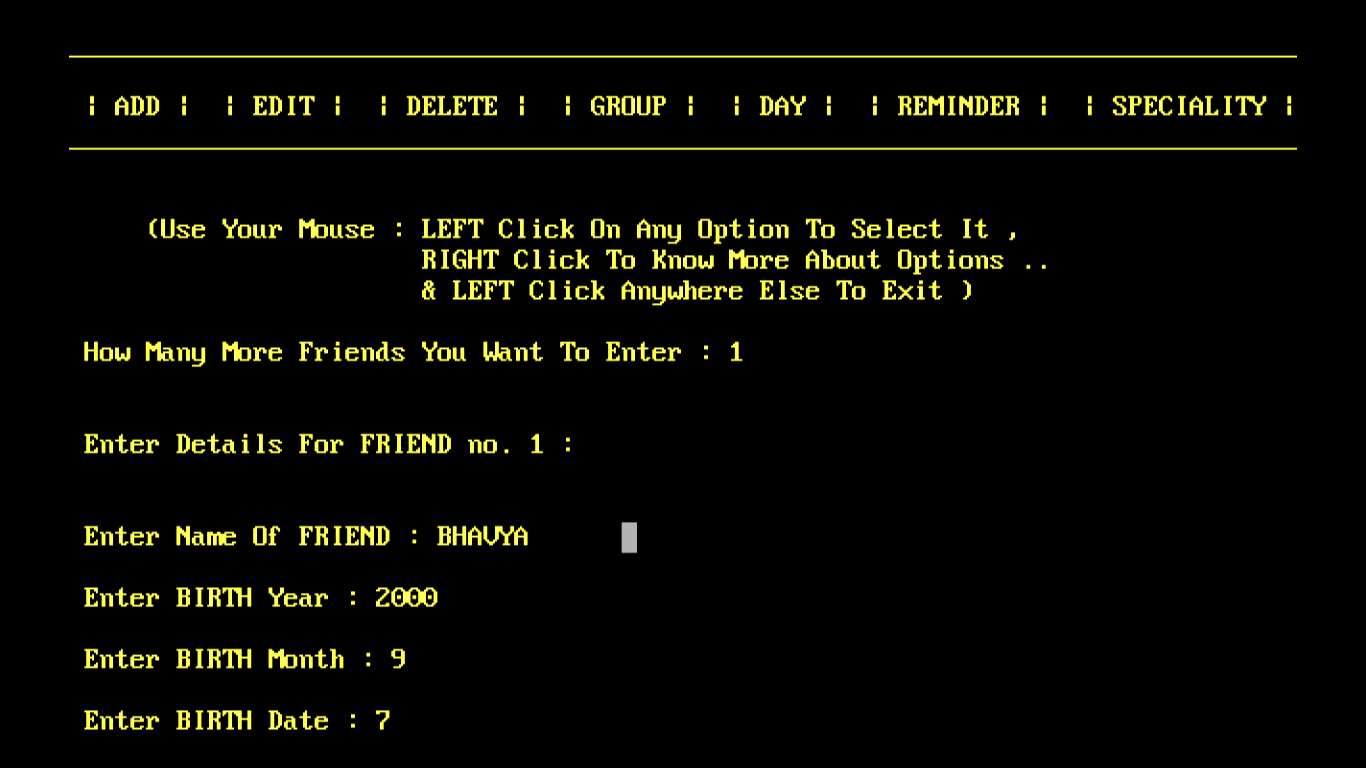 ¦ ADD ¦ ¦ EDIT ¦ ¦ DELETE ¦ ¦ GROUP ¦ ¦ DAY ¦ ¦ REMINDER ¦ ¦ SPECIALITY ¦
(Use Your Mouse : LEFT Click On Any Option To Select It ,
RIGHT Click To Know More About Options ..
& LEFT Click Anywhere Else To Exit )
How Many More Friends You Want To Enter : 1
Enter Details For FRIEND no. 1 :
Enter Name Of FRIEND : BHAVYA
Enter BIRTH Year : 2000
Enter BIRTH Month : 9
Enter BIRTH Date : 7